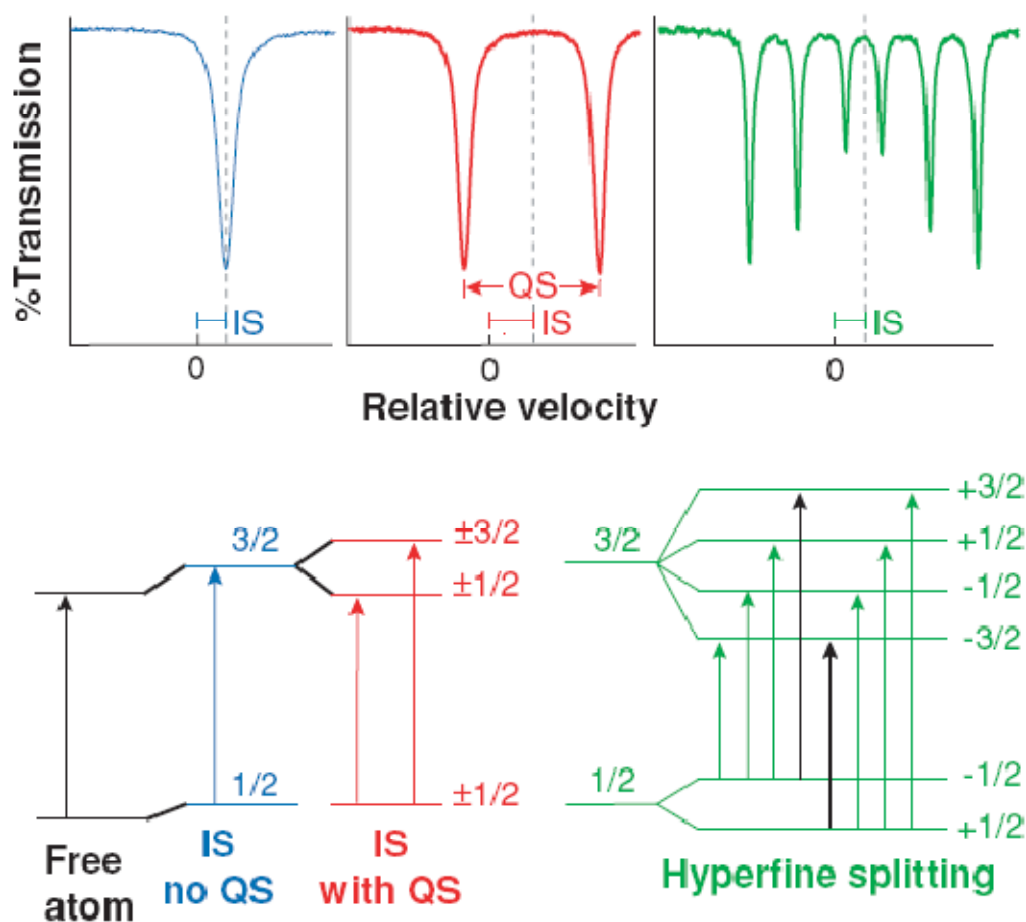 %Transmission
IS
QS
IS
IS
0
0
0
Relative velocity
3/2
±3/2
±1/2
1/2
±1/2
Free
atom
IS
no QS
IS
with QS
3/2
+3/2
+1/2
-1/2
-3/2
1/2
-1/2
+1/2
Hyperfine splitting